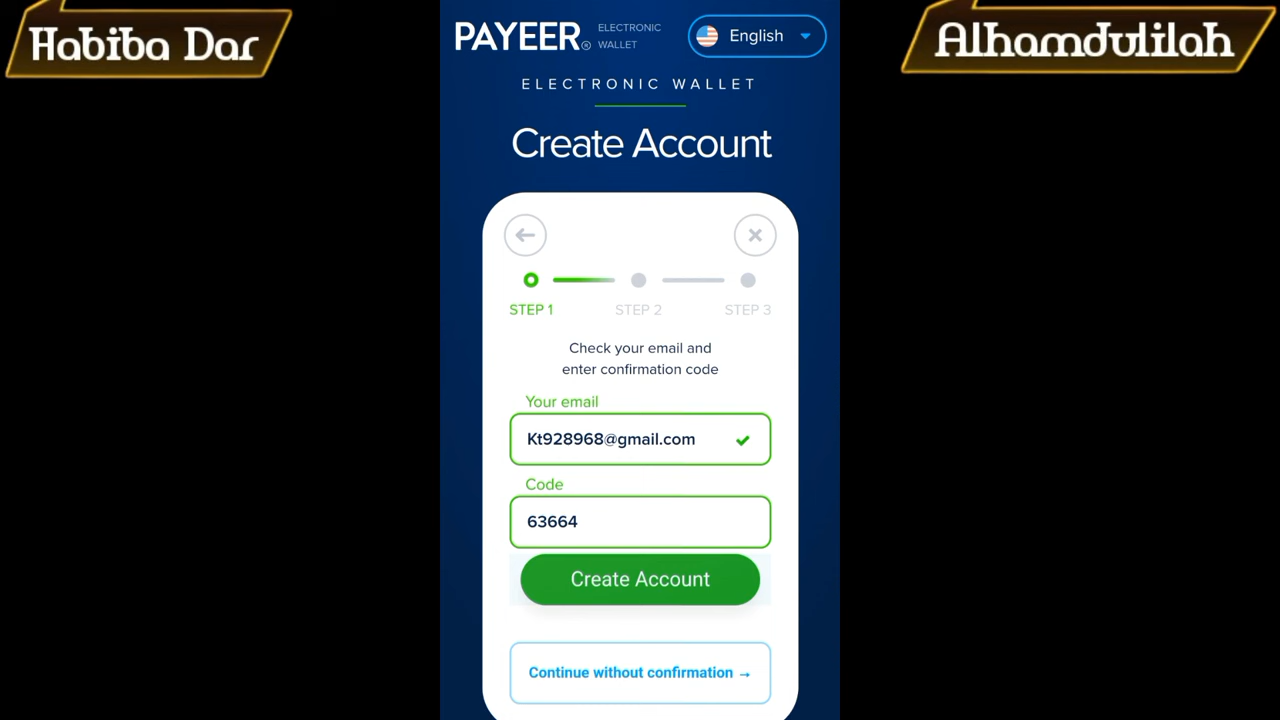 Habiba Dar
Alhamdulilah
PAYEER® ELECTRONIC
WALLET
English
ELECTRONIC WALLET
Create Account
STEP 1 STEP 2 STEP 3
Check your email and
enter confirmation code
Your email
Kt928968@gmail.com
Code
63664
Create Account
Continue without confirmation →